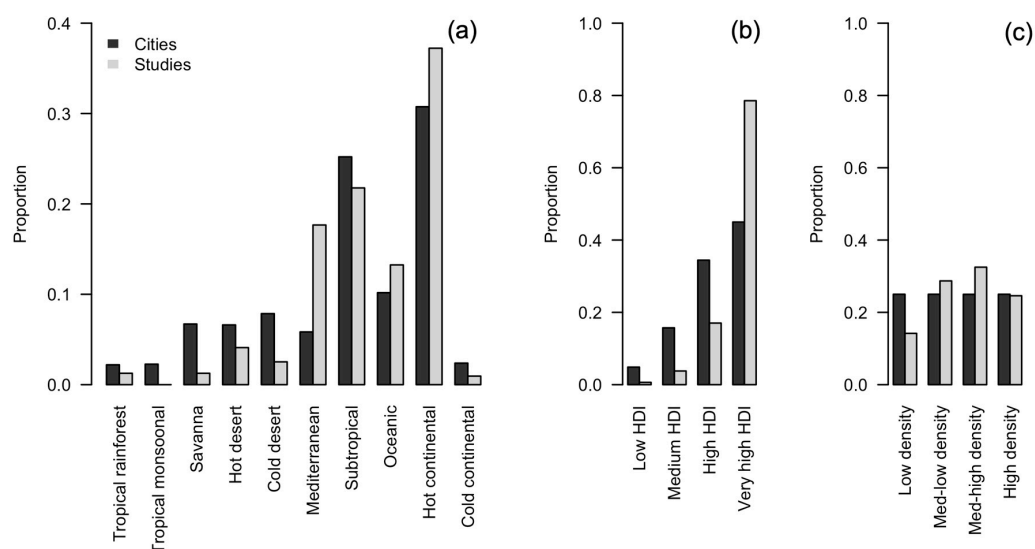 (a)
Cities
Studies
Proportion
0.4
0.3
0.2
0.1
0.0
Tropical rainforest
Tropical monsoonal
Savanna
Hot desert
Cold desert
Mediterranean
Subtropical
Oceanic
Hot continental
Cold continental
(b)
Proportion
1.0
0.8
0.6
0.4
0.2
0.0
Low HDI
Medium HDI
High HDI
Very high HDI
(c)
Proportion
1.0
0.8
0.6
0.4
0.2
0.0
Low density
Med-low density
Med-high density
High density